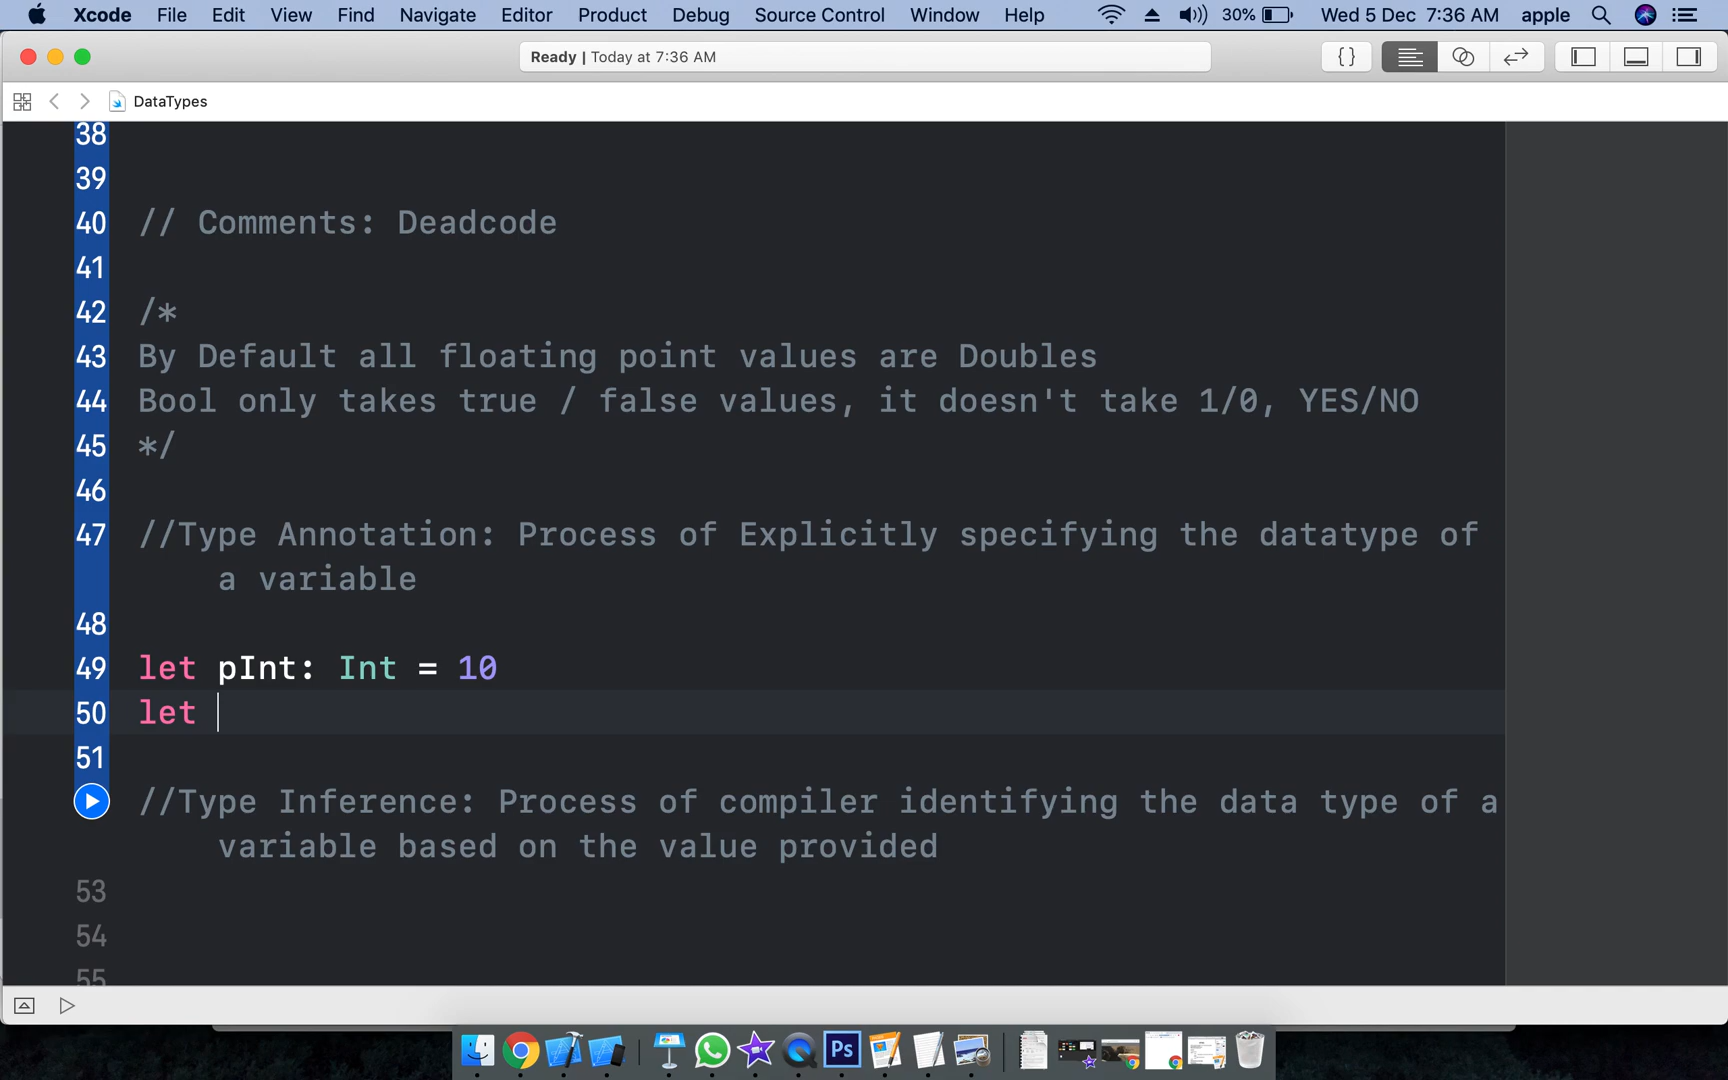 Xcode File Edit View Find Navigate Editor Product Debug Source Control Window Help 30% Wed 5 Dec 7:36 AM apple
Ready | Today at 7:36 AM {}
DataTypes
38
39
40 // Comments: Deadcode
41
42 /*
43 By Default all floating point values are Doubles
44 Bool only takes true / false values, it doesn't take 1/0, YES/NO
45 */
46
47 //Type Annotation: Process of Explicitly specifying the datatype of
a variable
48
49 let pInt: Int = 10
50 let
51
//Type Inference: Process of compiler identifying the data type of a
variable based on the value provided
53
54
55
Ps